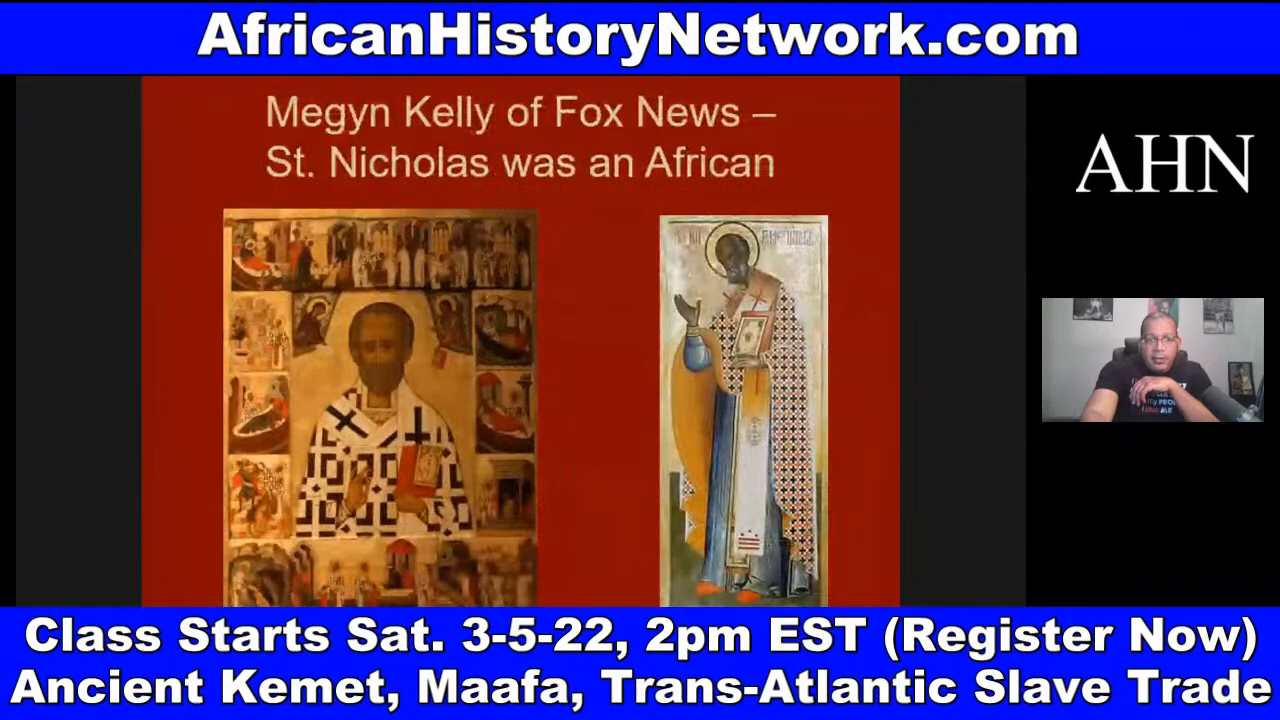 AfricanHistoryNetwork.com
Megyn Kelly of Fox News –
St. Nicholas was an African
AHN
Class Starts Sat. 3-5-22, 2pm EST (Register Now)
Ancient Kemet, Maafa, Trans-Atlantic Slave Trade